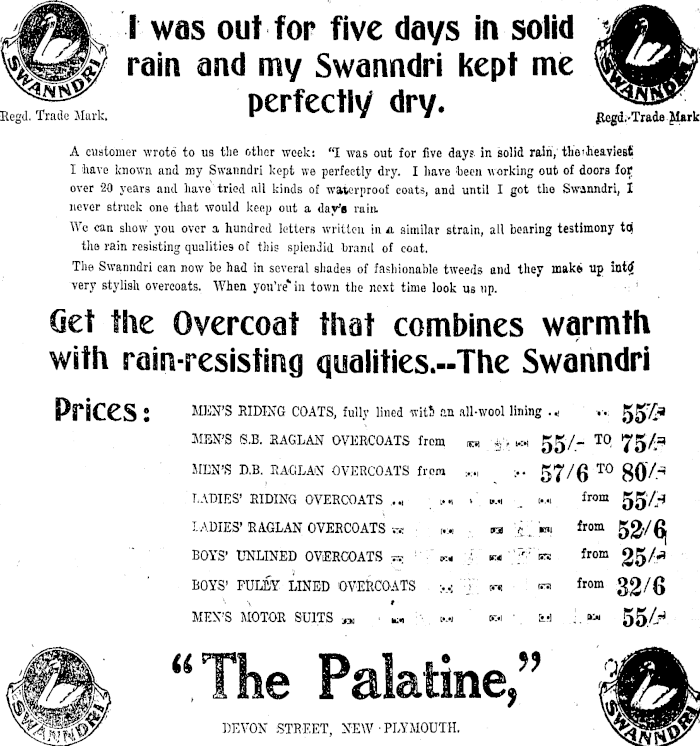 SWANNDRI
Regd. Trade Mark.
I was out for five days in solid
rain and my Swanndri kept me
perfectly dry.
SWANNDRI
Regd. Trade Mark
A customer wrote to us the other week: "I was out for five days in solid rain, the heaviest
I have known and my Swanndri kept we perfectly dry. I have been working out of doors for
over 20 years and have tried all kinds of waterproof coats, and until I got the Swanndri, I
never struck one that would keep out a day's rain.
We can show you over a hundred letters written in a similar strain, all bearing testimony to
the rain resisting qualities of this splendid brand of coat.
The Swanndri can now be had in several shades of fashionable tweeds and they make up into
very stylish overcoats. When you're in town the next time look us up.
Get the Overcoat that combines warmth
with rain-resisting qualities.--The Swanndri
Prices:
MEN'S RIDING COATS, fully lined with an all-wool lining .. .. 55/-
MEN'S S.B. RAGLAN OVERCOATS from 55/- TO 75/-
MEN'S D.B. RAGLAN OVERCOATS from 57/6 TO 80/-
LADIES' RIDING OVERCOATS from 55/-
LADIES' RAGLAN OVERCOATS from 52/6
BOYS' UNLINED OVERCOATS from 25/-
BOYS' FULLY LINED OVERCOATS from 32/6
MEN'S MOTOR SUITS 55/-
SWANNDRI
"The Palatine,"
DEVON STREET, NEW PLYMOUTH.
SWANNDRI